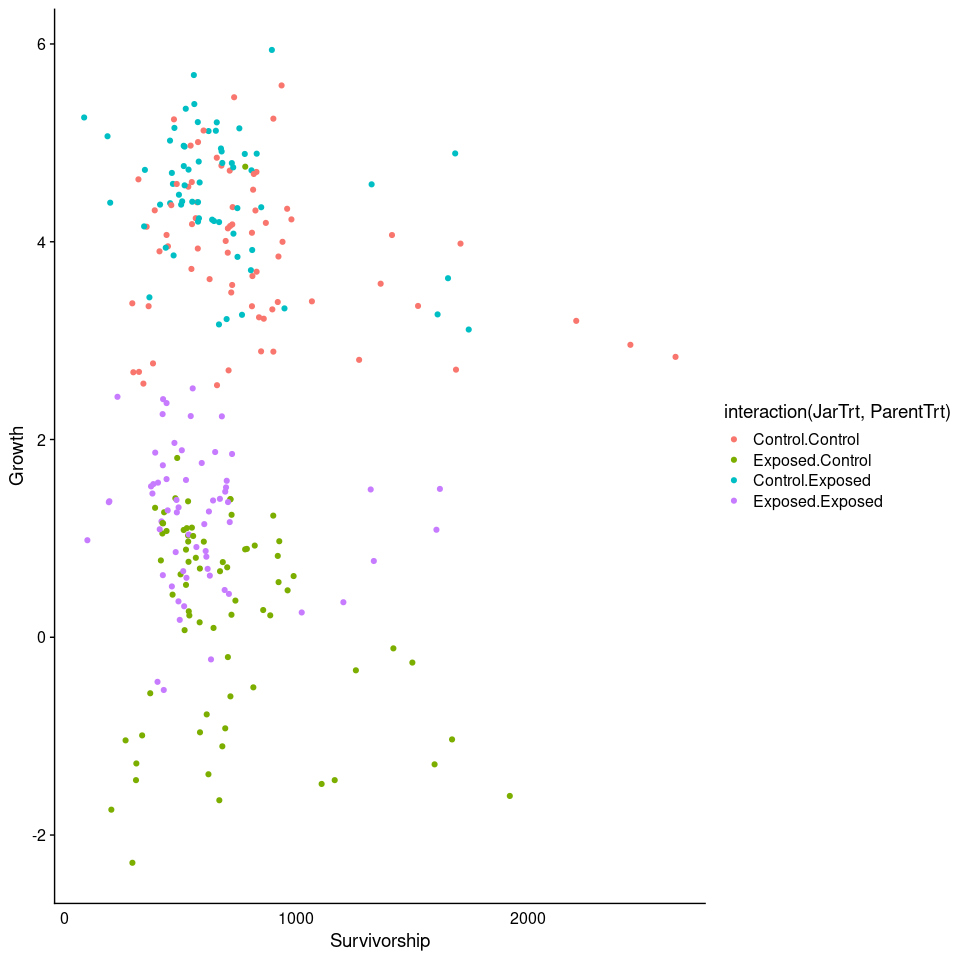 6
4
2
0
-2
Growth
0 1000 2000
Survivorship
interaction(JarTrt, ParentTrt)
Control.Control
Exposed.Control
Control.Exposed
Exposed.Exposed